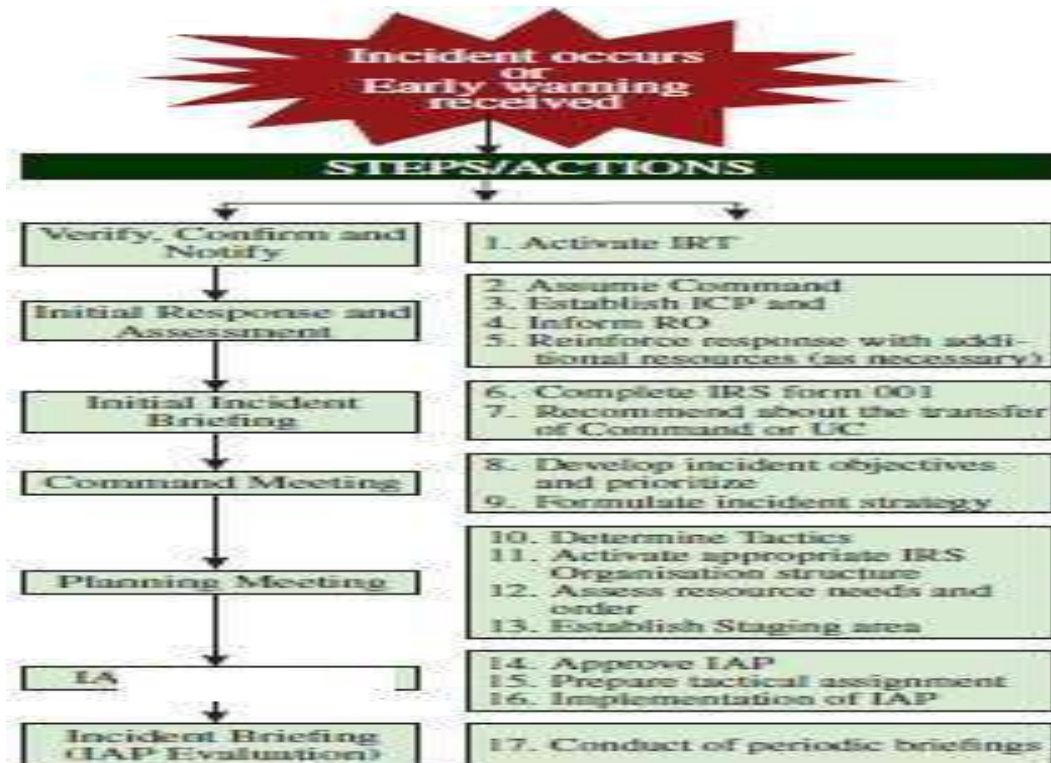 Incident occurs
or
Early warning
received
STEPS/ACTIONS
Verify, Confirm and
Notify
1. Activate IRT
Initial Response and
Assessment
2. Assume Command
3. Establish ICP and
4. Inform RO
5. Reinforce response with addi-
tional resources (as necessary)
Initial Incident
Briefing
6. Complete IRS form 001
7. Recommend about the transfer
of Command or UC
Command Meeting
8. Develop incident objectives
and prioritize
9. Formulate incident strategy
Planning Meeting
10. Determine Tactics
11. Activate appropriate IRS
Organisation structure
12. Assess resource needs and
order
13. Establish Staging area
IA
14. Approve IAP
15. Prepare tactical assignment
16. Implementation of IAP
Incident Briefing
(IAP Evaluation)
17. Conduct of periodic briefings